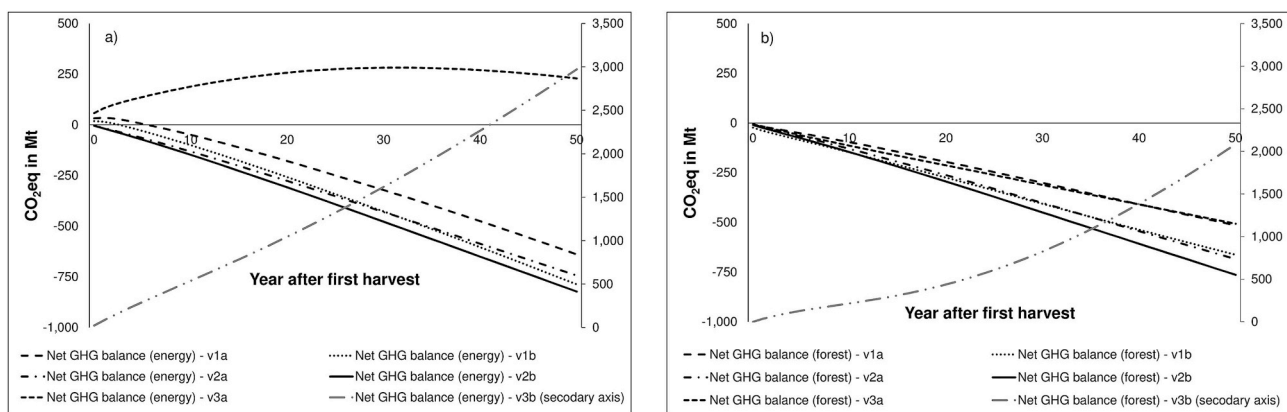 a)
CO₂eq in Mt
500
250
0
-250
-500
-750
-1,000
0 10 20 30 40 50
3,500
3,000
2,500
2,000
1,500
1,000
500
0
Year after first harvest
Net GHG balance (energy) - v1a
Net GHG balance (energy) - v1b
Net GHG balance (energy) - v2a
Net GHG balance (energy) - v2b
Net GHG balance (energy) - v3a
Net GHG balance (energy) - v3b (secodary axis)
b)
CO₂eq in Mt
500
250
0
-250
-500
-750
-1,000
0 10 20 30 40 50
3,500
3,000
2,500
2,000
1,500
1,000
500
0
Year after first harvest
Net GHG balance (forest) - v1a
Net GHG balance (forest) - v1b
Net GHG balance (forest) - v2a
Net GHG balance (forest) - v2b
Net GHG balance (forest) - v3a
Net GHG balance (forest) - v3b (secodary axis)